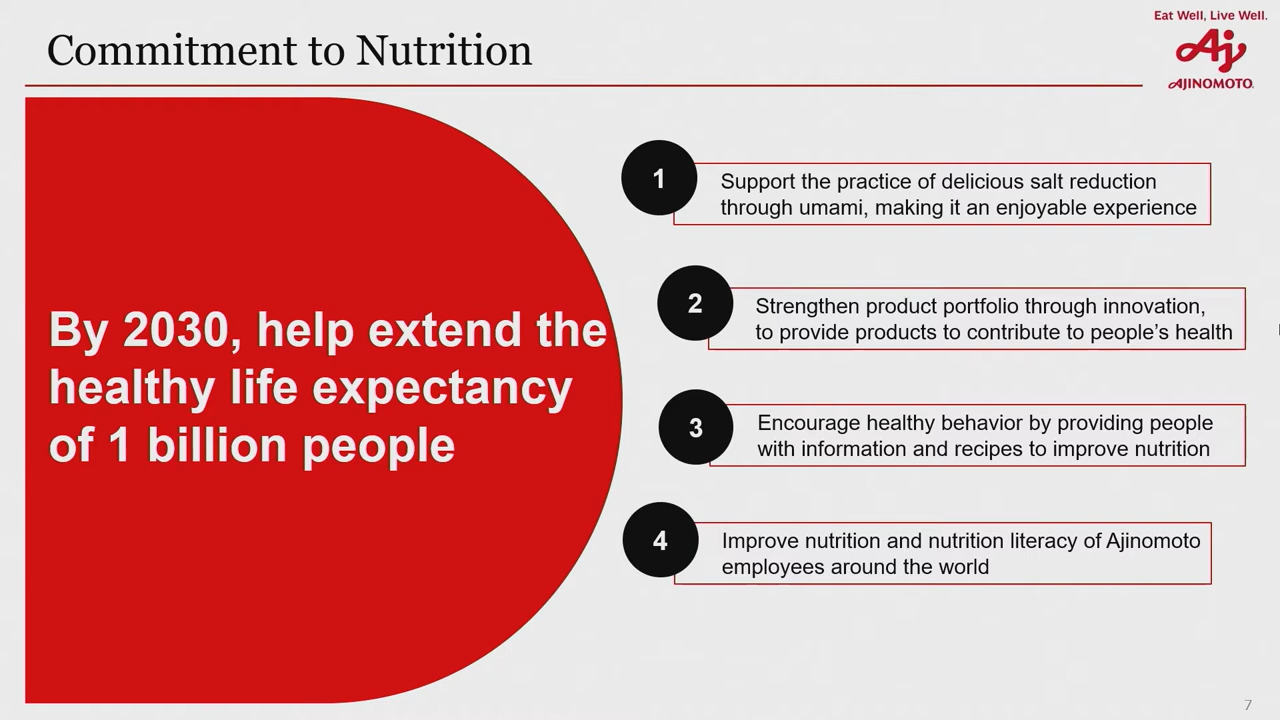 Eat Well, Live Well.
Commitment to Nutrition
AJINOMOTO
By 2030, help extend the
healthy life expectancy
of 1 billion people
1
Support the practice of delicious salt reduction
through umami, making it an enjoyable experience
2
Strengthen product portfolio through innovation,
to provide products to contribute to people’s health
3
Encourage healthy behavior by providing people
with information and recipes to improve nutrition
4
Improve nutrition and nutrition literacy of Ajinomoto
employees around the world
7